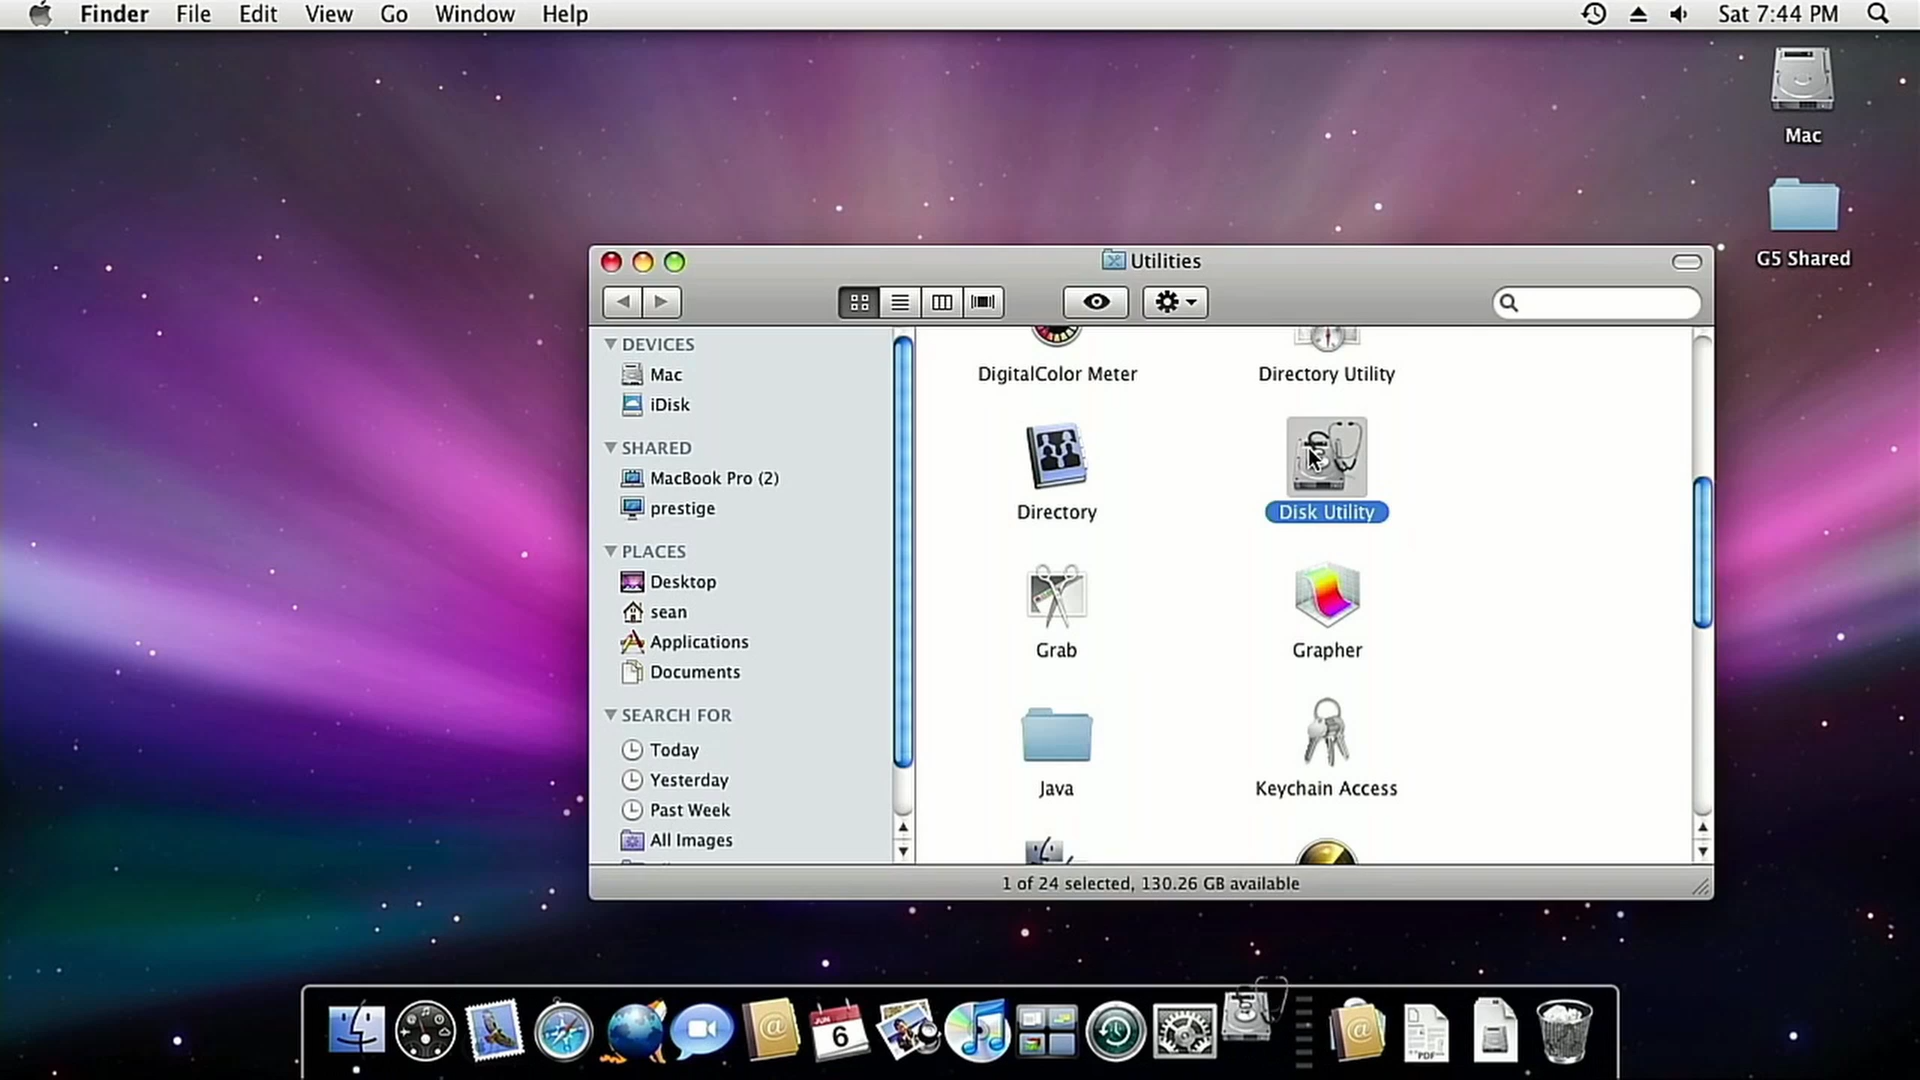 Finder File Edit View Go Window Help Sat 7:44 PM
Mac
G5 Shared
Utilities
DEVICES
Mac
iDisk
SHARED
MacBook Pro (2)
prestige
PLACES
Desktop
sean
Applications
Documents
SEARCH FOR
Today
Yesterday
Past Week
All Images
DigitalColor Meter Directory Utility
Directory Disk Utility
Grab Grapher
Java Keychain Access
1 of 24 selected, 130.26 GB available
JUN
6
PDF